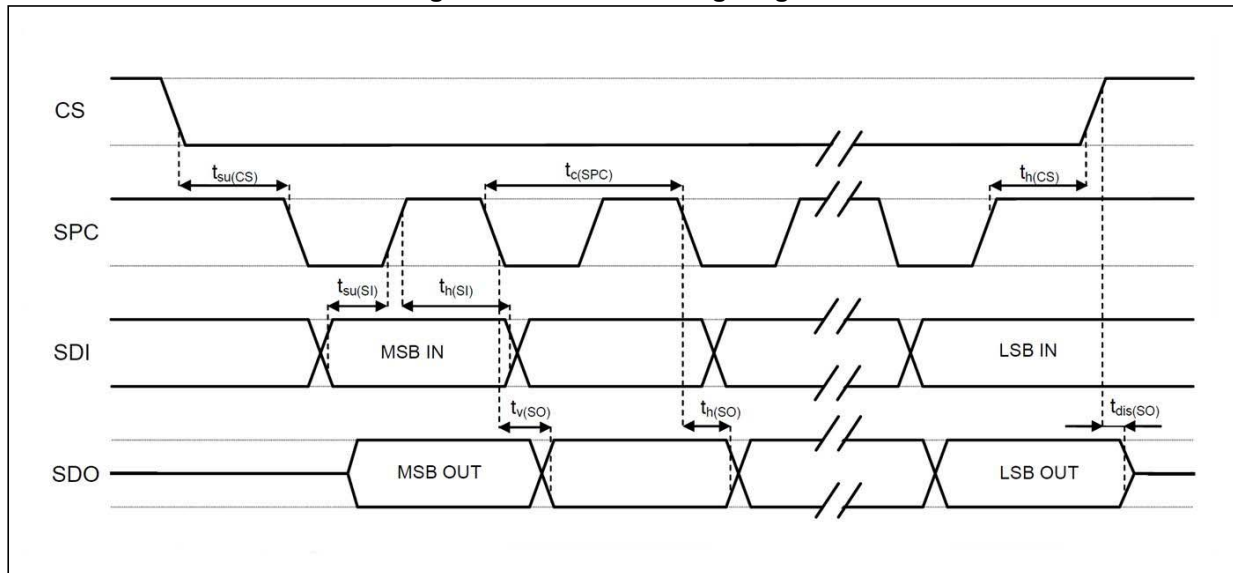 CS
t_su(CS) t_c(SPC) t_h(CS)
SPC
t_su(SI) t_h(SI)
SDI MSB IN LSB IN
t_v(SO) t_h(SO) t_dis(SO)
SDO MSB OUT LSB OUT